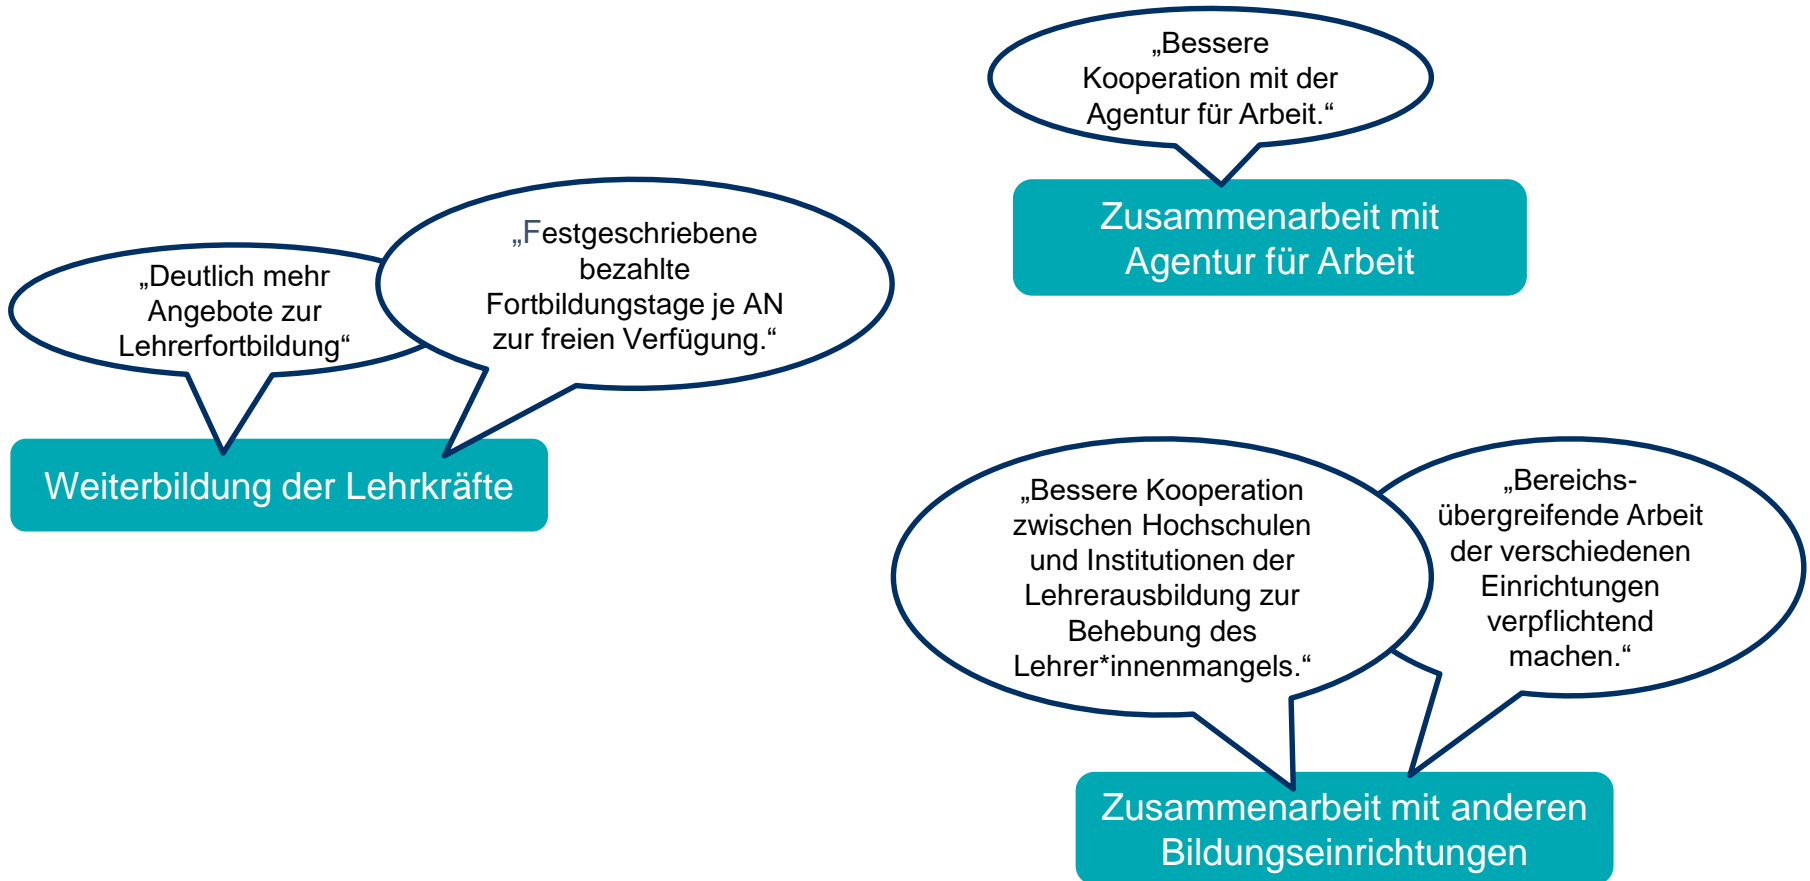 „Bessere
Kooperation mit der
Agentur für Arbeit.“
Zusammenarbeit mit
Agentur für Arbeit
„Deutlich mehr
Angebote zur
Lehrerfortbildung“
„Festgeschriebene
bezahlte
Fortbildungstage je AN
zur freien Verfügung.“
Weiterbildung der Lehrkräfte
„Bessere Kooperation
zwischen Hochschulen
und Institutionen der
Lehrerausbildung zur
Behebung des
Lehrer*innenmangels.“
„Bereichs-
übergreifende Arbeit
der verschiedenen
Einrichtungen
verpflichtend
machen.“
Zusammenarbeit mit anderen
Bildungseinrichtungen